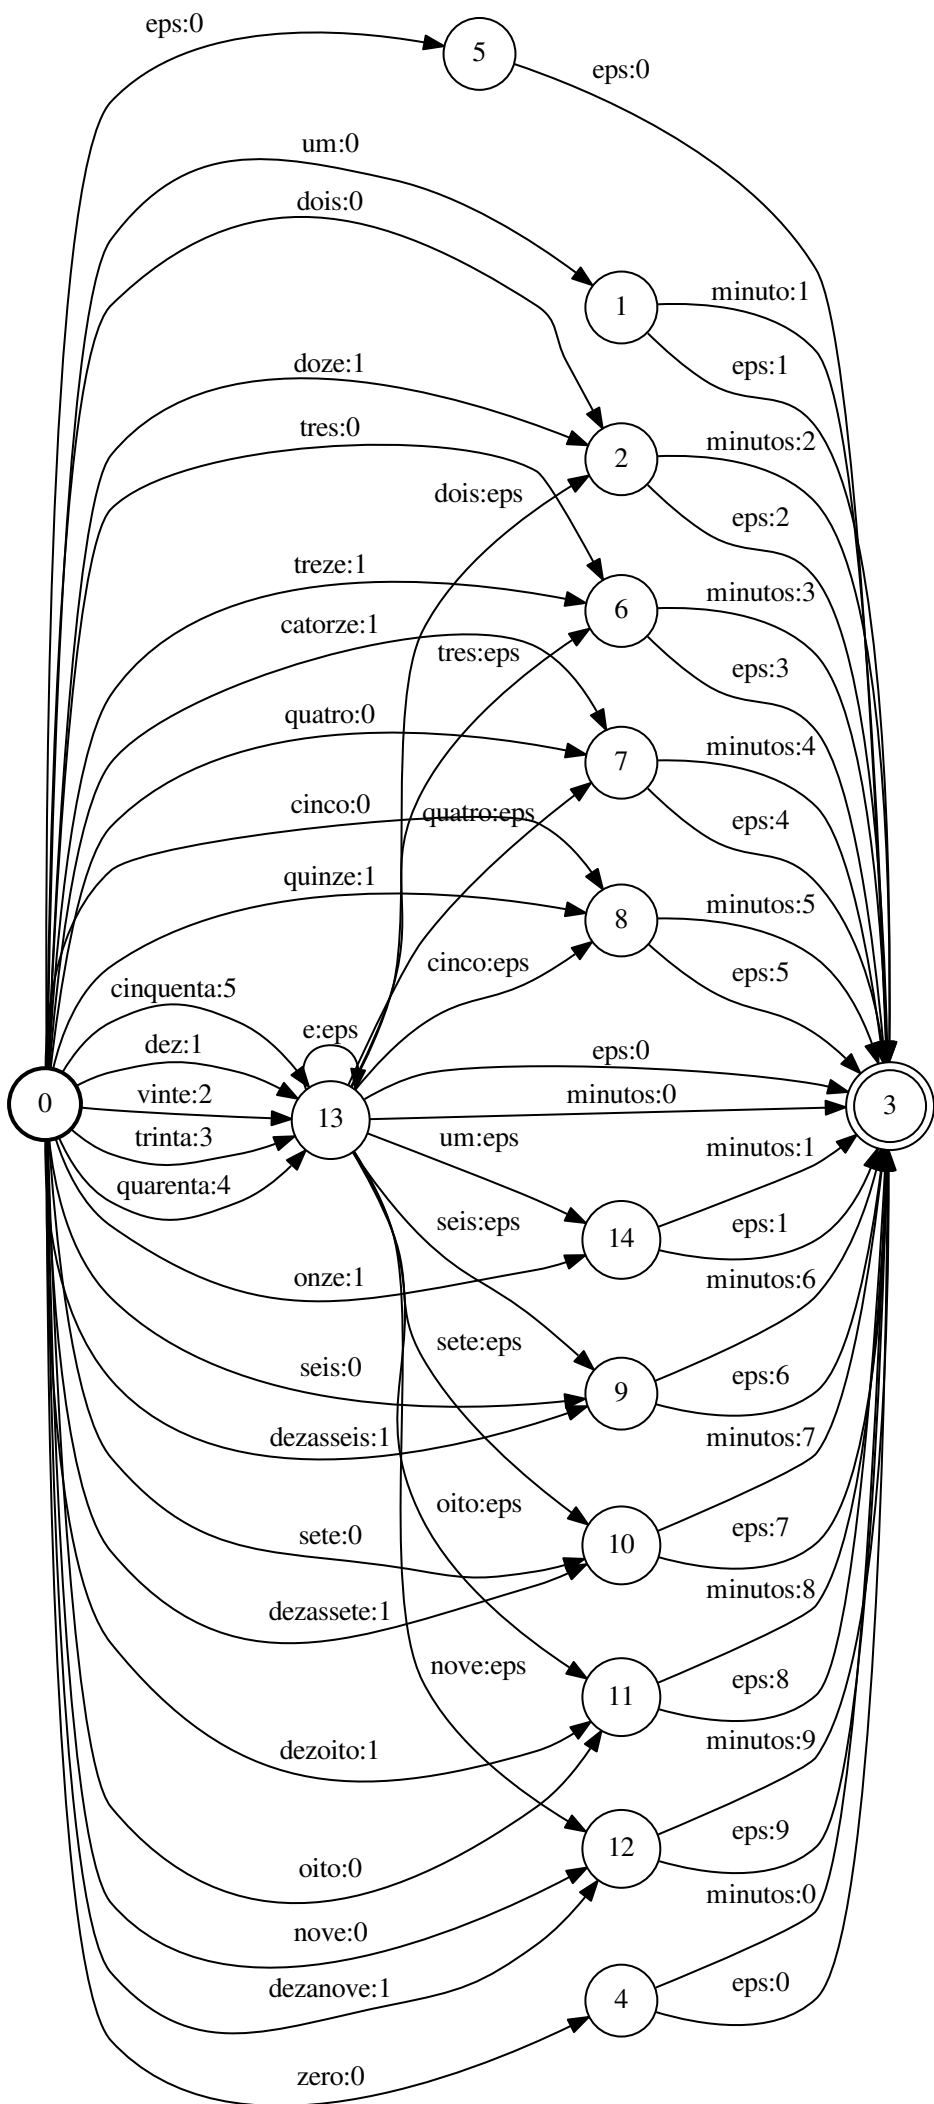 eps:0
5
eps:0
um:0
dois:0
minuto:1
1
eps:1
doze:1
tres:0
minutos:2
2
dois:eps
eps:2
treze:1
minutos:3
6
catorze:1
tres:eps
eps:3
quatro:0
minutos:4
7
cinco:0
quatro:eps
eps:4
quinze:1
minutos:5
8
cinco:eps
eps:5
cinquenta:5
e:eps
dez:1
eps:0
vinte:2
minutos:0
0
13
3
trinta:3
um:eps
minutos:1
quarenta:4
seis:eps
eps:1
14
onze:1
minutos:6
sete:eps
seis:0
eps:6
9
dezasseis:1
minutos:7
oito:eps
sete:0
eps:7
10
dezassete:1
minutos:8
nove:eps
eps:8
11
dezoito:1
minutos:9
eps:9
12
oito:0
minutos:0
nove:0
dezanove:1
eps:0
4
zero:0